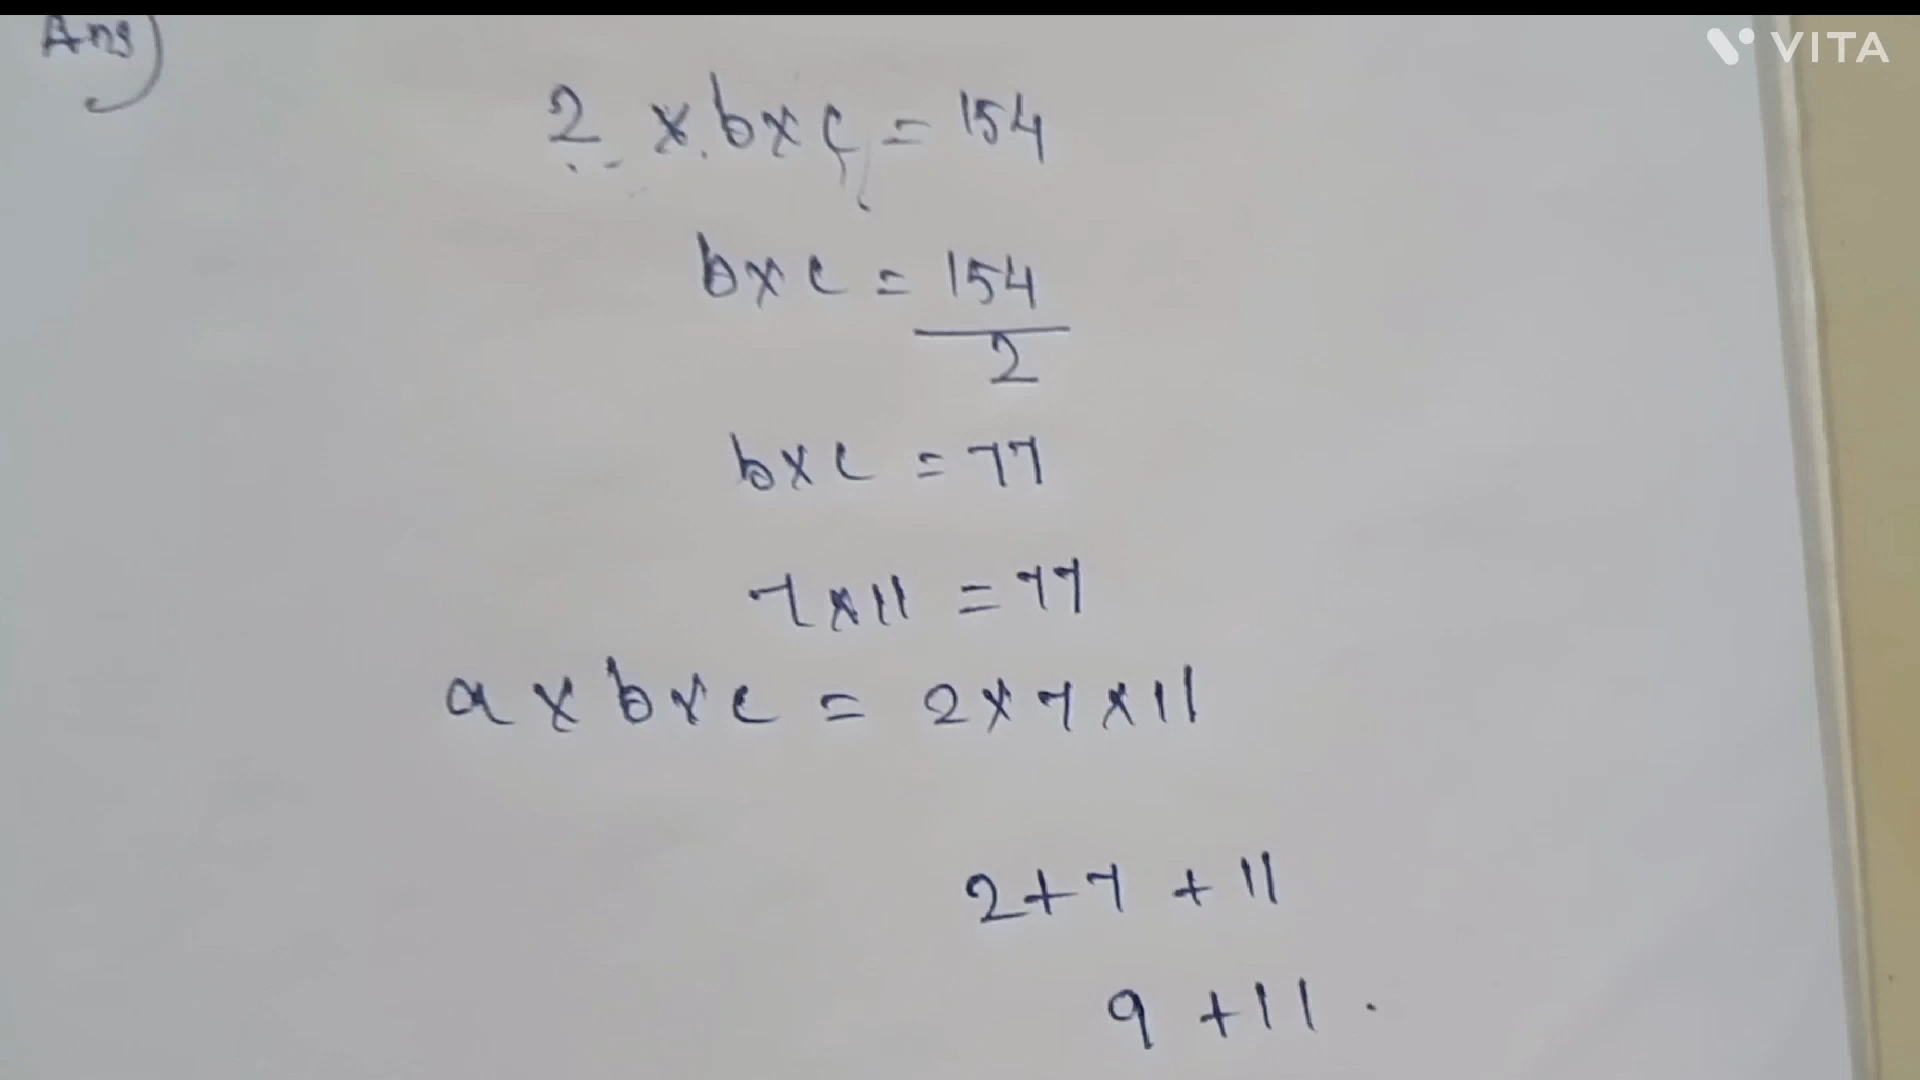 Ans)
VITA
2 × b × c = 154
b × c = 154
2
b × c = 77
7 × 11 = 77
a × b × c = 2 × 7 × 11
2 + 7 + 11
9 + 11 .